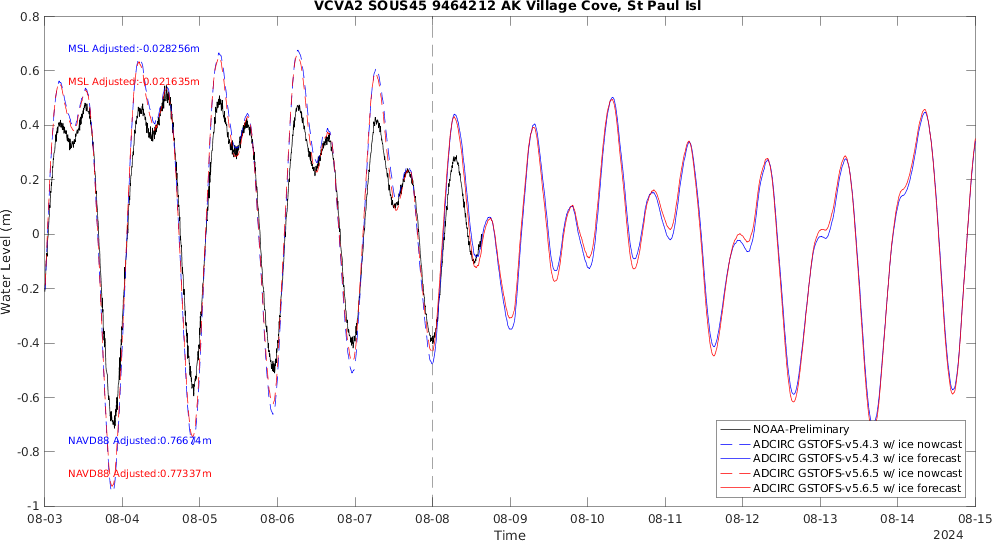 VCVA2 SOUS45 9464212 AK Village Cove, St Paul Isl
0.8
MSL Adjusted:-0.028256m
0.6
MSL Adjusted:-0.021635m
0.4
0.2
0
Water Level (m)
-0.2
-0.4
-0.6
NAVD88 Adjusted:0.76674m
-0.8
NAVD88 Adjusted:0.77337m
-1
NOAA-Preliminary
ADCIRC GSTOFS-v5.4.3 w/ ice nowcast
ADCIRC GSTOFS-v5.4.3 w/ ice forecast
ADCIRC GSTOFS-v5.6.5 w/ ice nowcast
ADCIRC GSTOFS-v5.6.5 w/ ice forecast
08-03 08-04 08-05 08-06 08-07 08-08 08-09 08-10 08-11 08-12 08-13 08-14 08-15
Time
2024